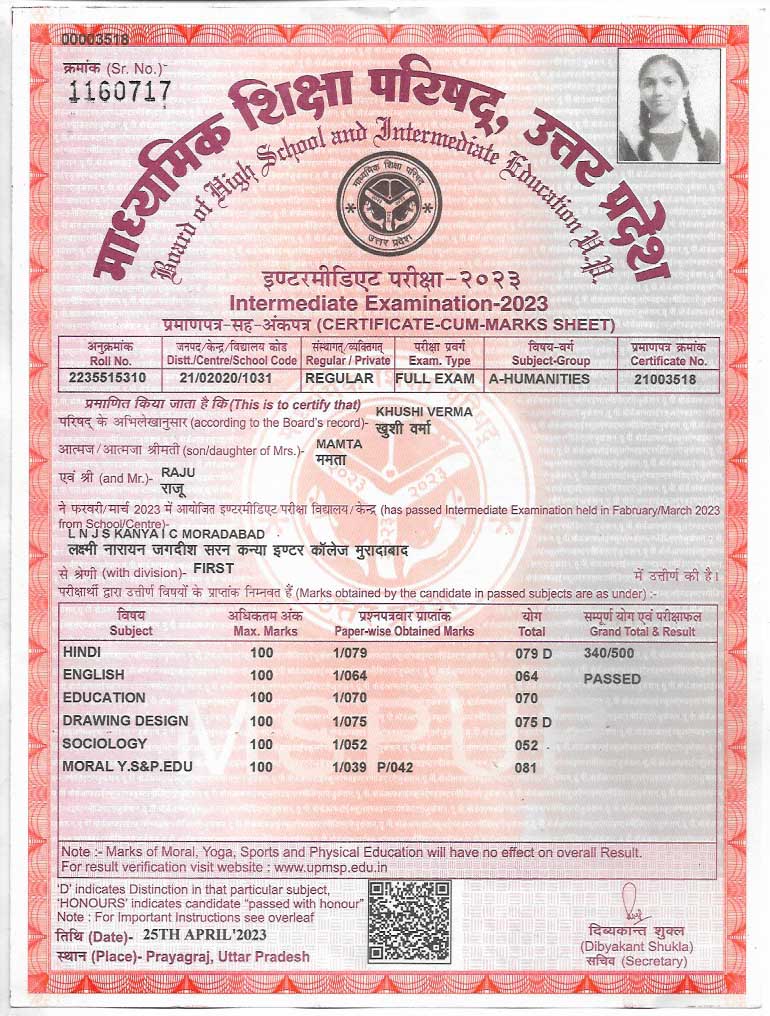 00003518
क्रमांक (Sr. No.)-
1160717
माध्यमिक शिक्षा परिषद्, उत्तर प्रदेश
Board of High School and Intermediate Education U.P.
माध्यमिक शिक्षा परिषद्
उत्तर प्रदेश
इण्टरमीडिएट परीक्षा-२०२३
Intermediate Examination-2023
प्रमाणपत्र-सह-अंकपत्र (CERTIFICATE-CUM-MARKS SHEET)
अनुक्रमांक जनपद/केन्द्र/विद्यालय कोड संस्थागत/व्यक्तिगत परीक्षा प्रवर्ग विषय-वर्ग प्रमाणपत्र क्रमांक
Roll No. Distt./Centre/School Code Regular / Private Exam. Type Subject-Group Certificate No.
2235515310 21/02020/1031 REGULAR FULL EXAM A-HUMANITIES 21003518
प्रमाणित किया जाता है कि (This is to certify that)
परिषद् के अभिलेखानुसार (according to the Board's record)- KHUSHI VERMA
खुशी वर्मा
आत्मज/आत्मजा श्रीमती (son/daughter of Mrs.)- MAMTA
ममता
एवं श्री (and Mr.)- RAJU
राजू
ने फरवरी/मार्च 2023 में आयोजित इण्टरमीडिएट परीक्षा विद्यालय/केन्द्र (has passed Intermediate Examination held in Fabruary/March 2023
from School/Centre)-
L N J S KANYA I C MORADABAD
लक्ष्मी नारायन जगदीश सरन कन्या इण्टर कॉलेज मुरादाबाद
से श्रेणी (with division)- FIRST में उत्तीर्ण की है।
परीक्षार्थी द्वारा उत्तीर्ण विषयों के प्राप्तांक निम्नवत हैं (Marks obtained by the candidate in passed subjects are as under) :-
विषय अधिकतम अंक प्रश्नपत्रवार प्राप्तांक योग सम्पूर्ण योग एवं परीक्षाफल
Subject Max. Marks Paper-wise Obtained Marks Total Grand Total & Result
HINDI 100 1/079 079 D 340/500
ENGLISH 100 1/064 064 PASSED
EDUCATION 100 1/070 070
DRAWING DESIGN 100 1/075 075 D
SOCIOLOGY 100 1/052 052
MORAL Y.S&P.EDU 100 1/039 P/042 081
MSPUP
Note :- Marks of Moral, Yoga, Sports and Physical Education will have no effect on overall Result.
For result verification visit website : www.upmsp.edu.in
'D' indicates Distinction in that particular subject,
'HONOURS' indicates candidate "passed with honour"
Note : For Important Instructions see overleaf
तिथि (Date)- 25TH APRIL'2023
स्थान (Place)- Prayagraj, Uttar Pradesh
दिव्यकान्त शुक्ल
(Dibyakant Shukla)
सचिव (Secretary)